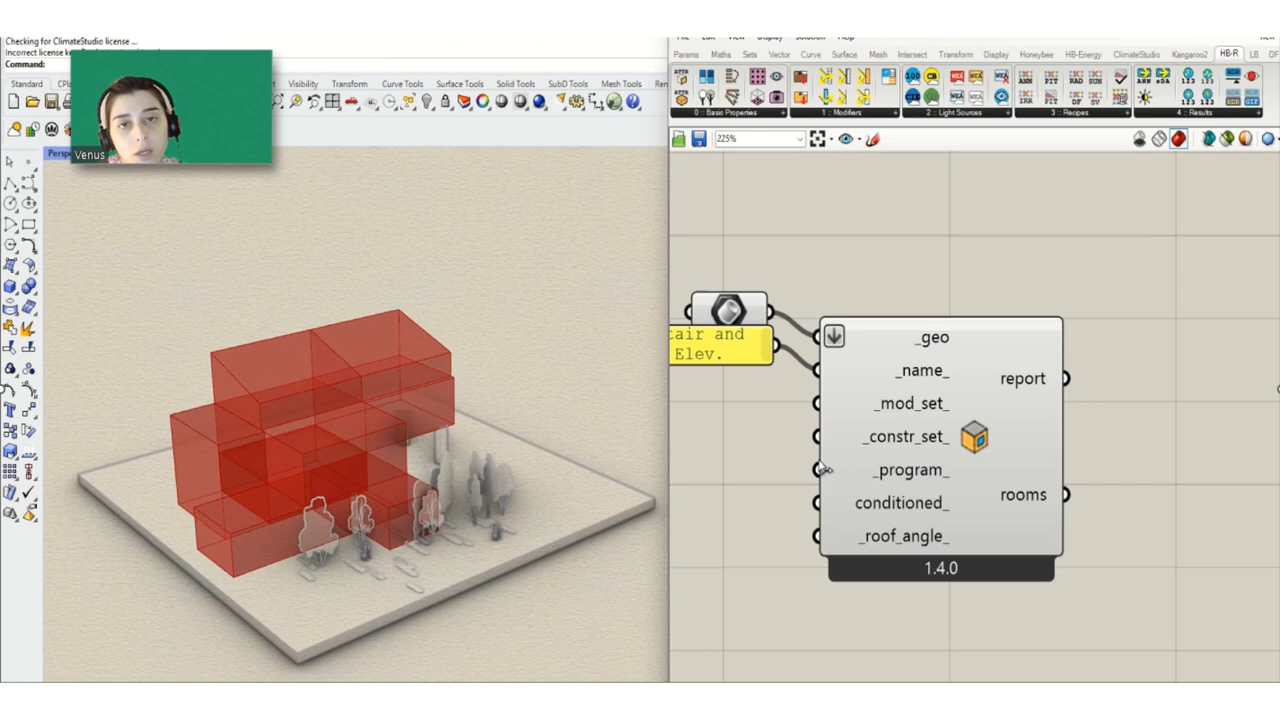 Checking for ClimateStudio license ...
Command:
Venus
Standard
Visibility Transform Curve Tools Surface Tools Solid Tools SubD Tools Mesh Tools
Params Maths Sets Vector Curve Surface Mesh Intersect Transform Display Honeybee HB-Energy ClimateStudio Kangaroo2 HB-R LB DF
0 :: Basic Properties
1 :: Modifiers
2 :: Light Sources
3 :: Recipes
4 :: Results
225%
tair and
Elev.
_geo
_name_
_mod_set_
_constr_set_
_program_
conditioned_
_roof_angle_
report
rooms
1.4.0